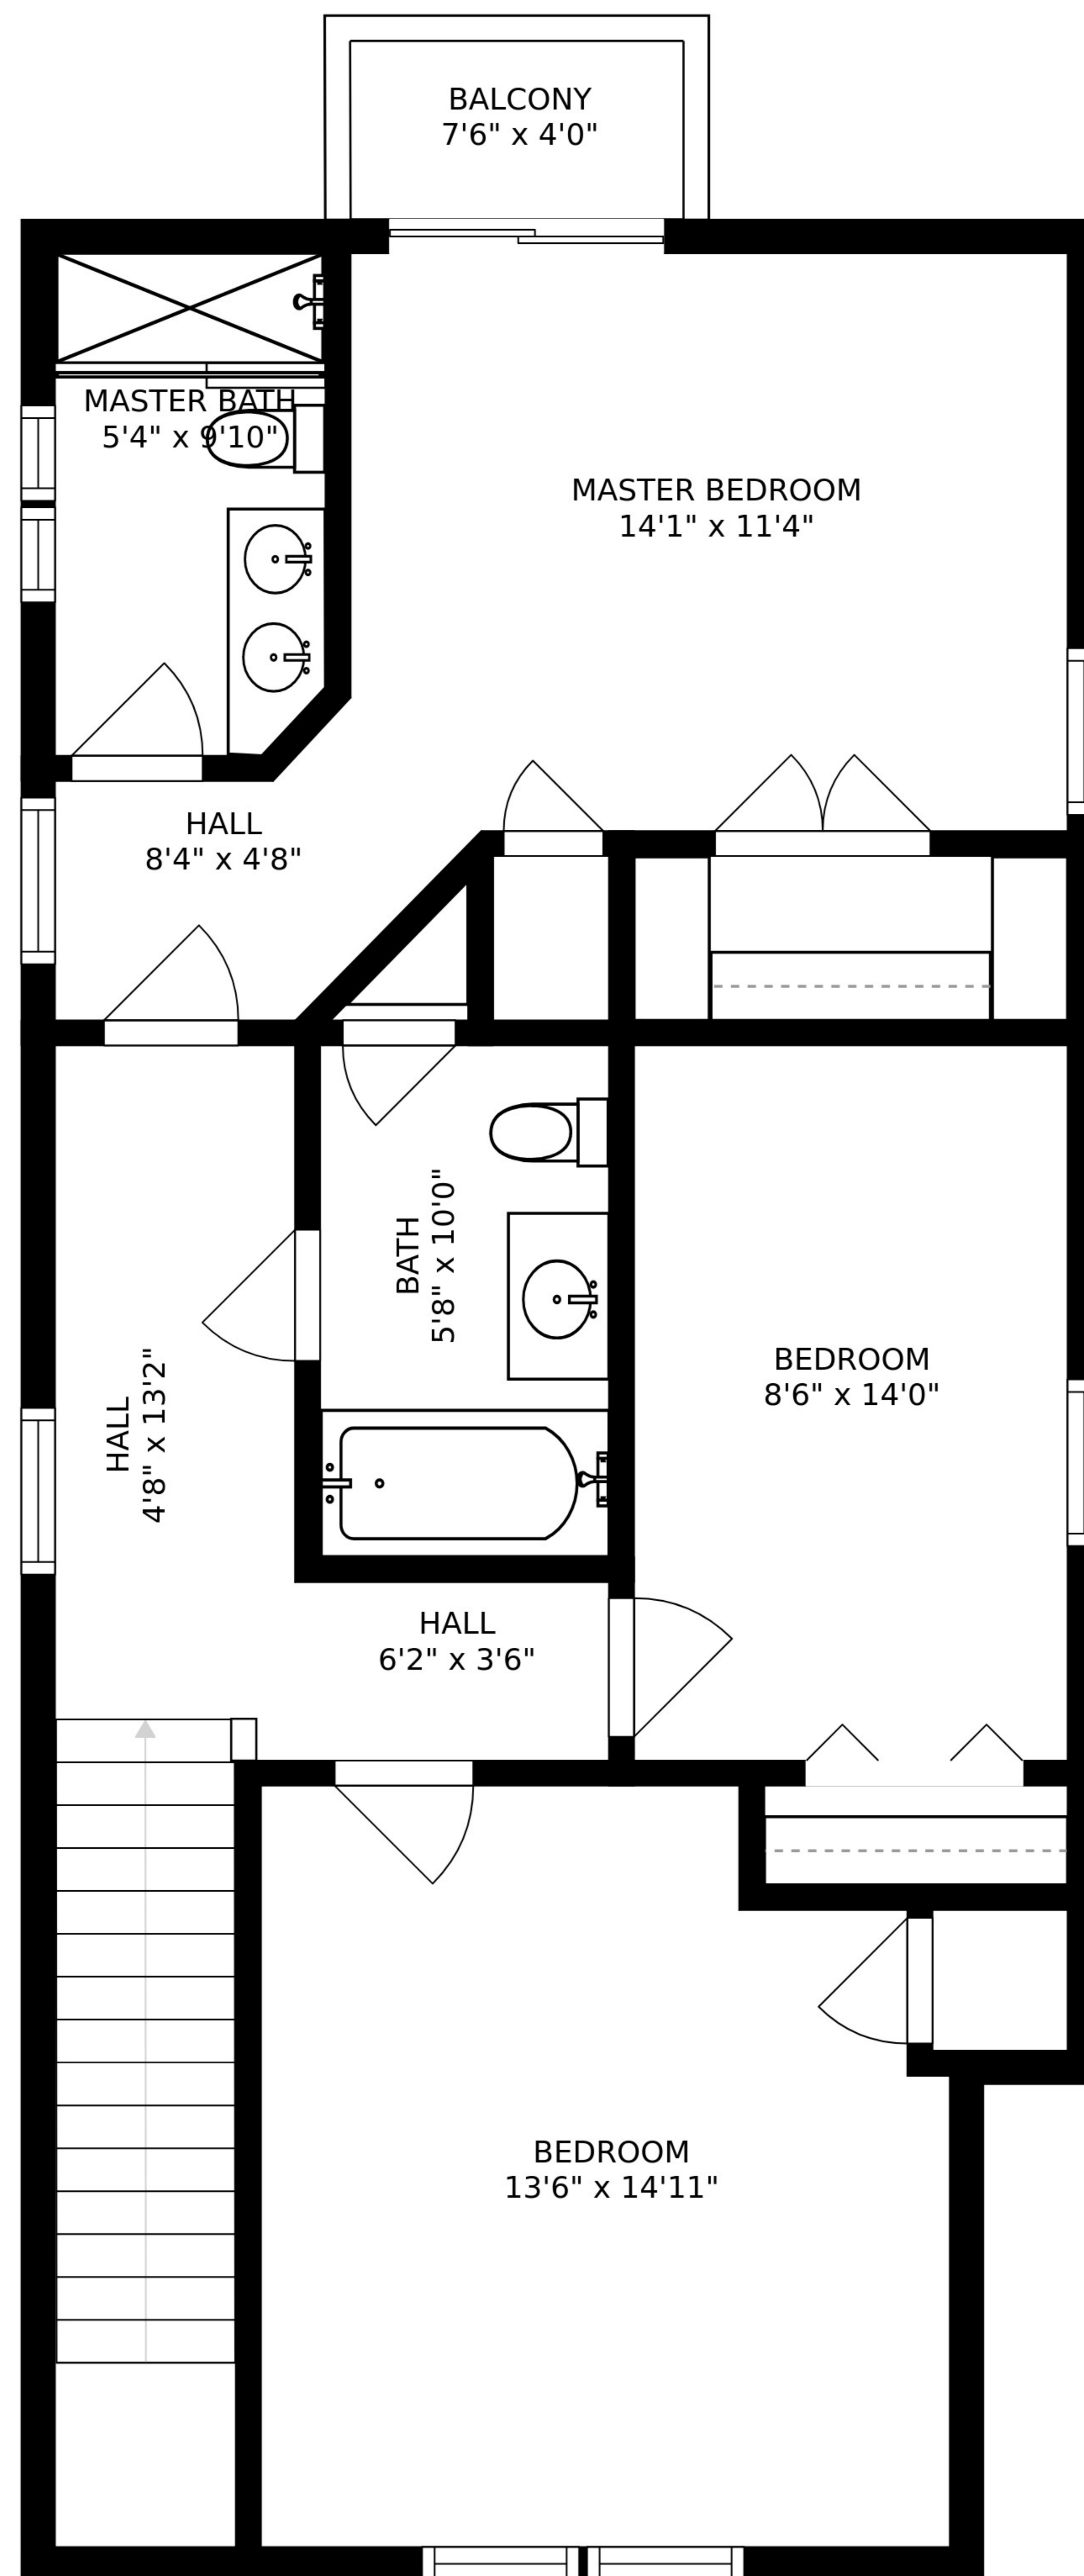 BALCONY
7'6" x 4'0"
MASTER BATH
5'4" x 9'10"
MASTER BEDROOM
14'1" x 11'4"
HALL
8'4" x 4'8"
BATH
5'8" x 10'0"
BEDROOM
8'6" x 14'0"
HALL
4'8" x 13'2"
HALL
6'2" x 3'6"
BEDROOM
13'6" x 14'11"